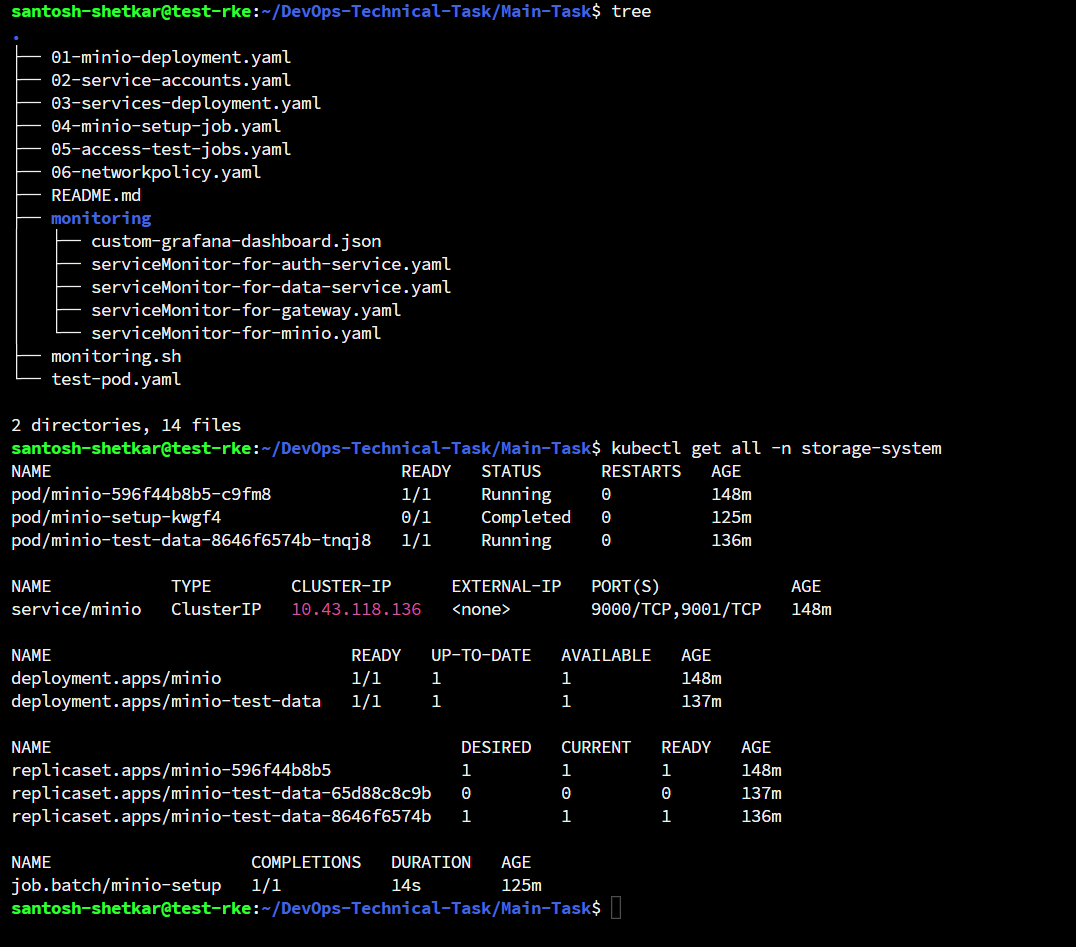 santosh-shetkar@test-rke:~/DevOps-Technical-Task/Main-Task$ tree
.
├── 01-minio-deployment.yaml
├── 02-service-accounts.yaml
├── 03-services-deployment.yaml
├── 04-minio-setup-job.yaml
├── 05-access-test-jobs.yaml
├── 06-networkpolicy.yaml
├── README.md
├── monitoring
│   ├── custom-grafana-dashboard.json
│   ├── serviceMonitor-for-auth-service.yaml
│   ├── serviceMonitor-for-data-service.yaml
│   ├── serviceMonitor-for-gateway.yaml
│   └── serviceMonitor-for-minio.yaml
├── monitoring.sh
└── test-pod.yaml

2 directories, 14 files
santosh-shetkar@test-rke:~/DevOps-Technical-Task/Main-Task$ kubectl get all -n storage-system
NAME                                   READY   STATUS      RESTARTS   AGE
pod/minio-596f44b8b5-c9fm8             1/1     Running     0          148m
pod/minio-setup-kwgf4                  0/1     Completed   0          125m
pod/minio-test-data-8646f6574b-tnqj8   1/1     Running     0          136m

NAME            TYPE        CLUSTER-IP      EXTERNAL-IP   PORT(S)             AGE
service/minio   ClusterIP   10.43.118.136   <none>        9000/TCP,9001/TCP   148m

NAME                              READY   UP-TO-DATE   AVAILABLE   AGE
deployment.apps/minio             1/1     1            1           148m
deployment.apps/minio-test-data   1/1     1            1           137m

NAME                                         DESIRED   CURRENT   READY   AGE
replicaset.apps/minio-596f44b8b5             1         1         1       148m
replicaset.apps/minio-test-data-65d88c8c9b   0         0         0       137m
replicaset.apps/minio-test-data-8646f6574b   1         1         1       136m

NAME                    COMPLETIONS   DURATION   AGE
job.batch/minio-setup   1/1           14s        125m
santosh-shetkar@test-rke:~/DevOps-Technical-Task/Main-Task$